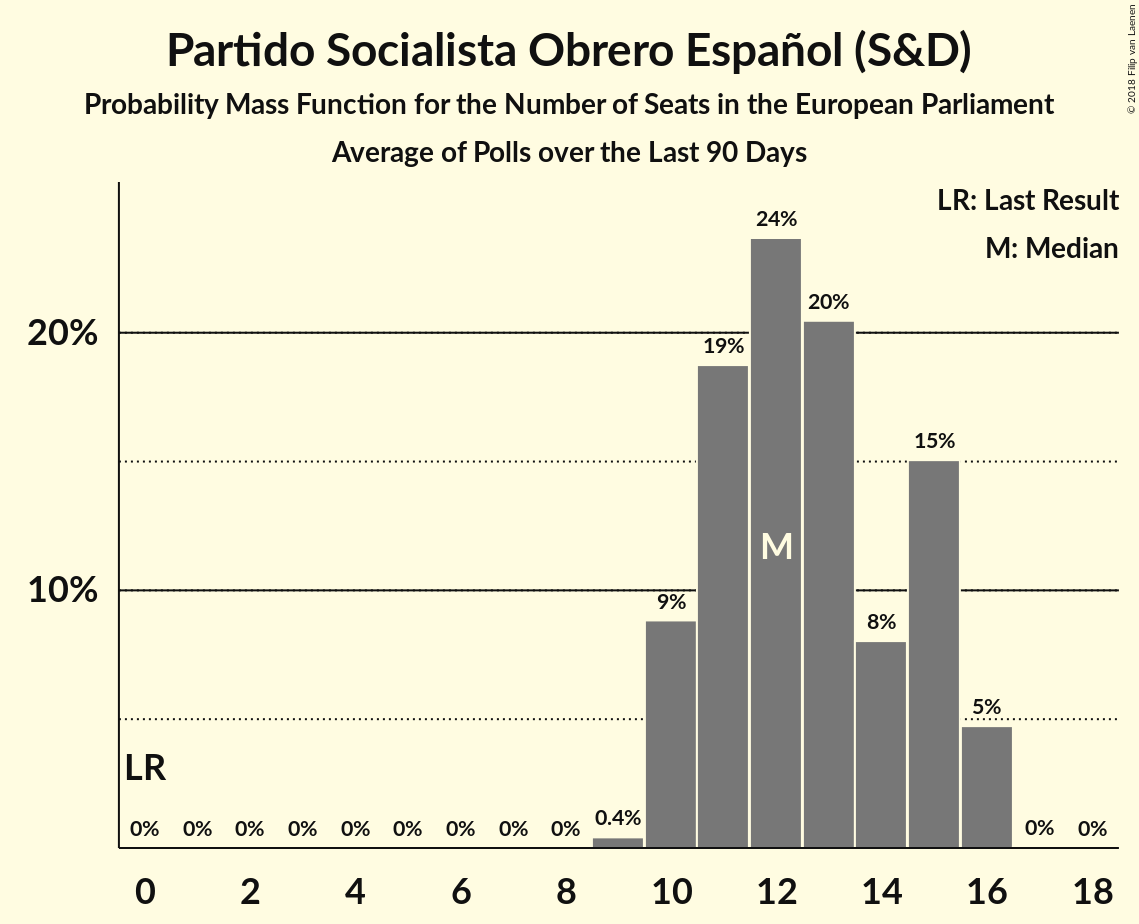 Partido Socialista Obrero Español (S&D)
Probability Mass Function for the Number of Seats in the European Parliament
Average of Polls over the Last 90 Days
© 2018 Filip van Laenen
LR: Last Result
M: Median
20%
10%
LR
M
0% 0% 0% 0% 0% 0% 0% 0% 0% 0.4% 9% 19% 24% 20% 8% 15% 5% 0% 0%
0 2 4 6 8 10 12 14 16 18